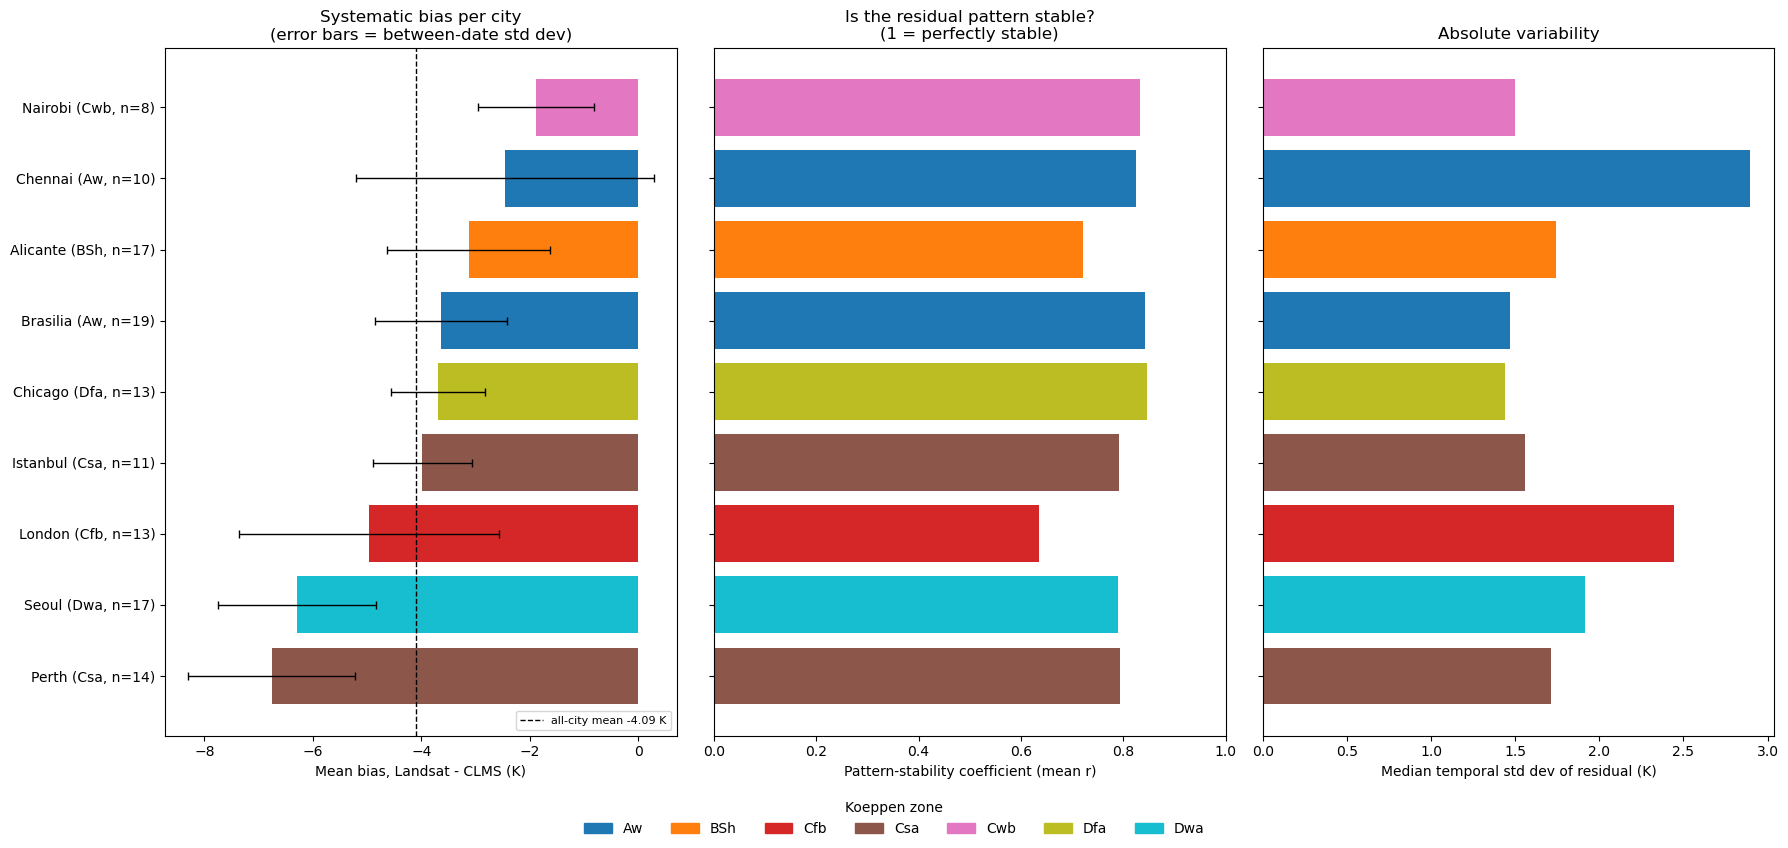 Systematic bias per city
(error bars = between-date std dev)
Is the residual pattern stable?
(1 = perfectly stable)
Absolute variability
Nairobi (Cwb, n=8)
Chennai (Aw, n=10)
Alicante (BSh, n=17)
Brasilia (Aw, n=19)
Chicago (Dfa, n=13)
Istanbul (Csa, n=11)
London (Cfb, n=13)
Seoul (Dwa, n=17)
Perth (Csa, n=14)
all-city mean -4.09 K
−8 −6 −4 −2 0
0.0 0.2 0.4 0.6 0.8 1.0
0.0 0.5 1.0 1.5 2.0 2.5 3.0
Mean bias, Landsat - CLMS (K)
Pattern-stability coefficient (mean r)
Median temporal std dev of residual (K)
Koeppen zone
Aw BSh Cfb Csa Cwb Dfa Dwa